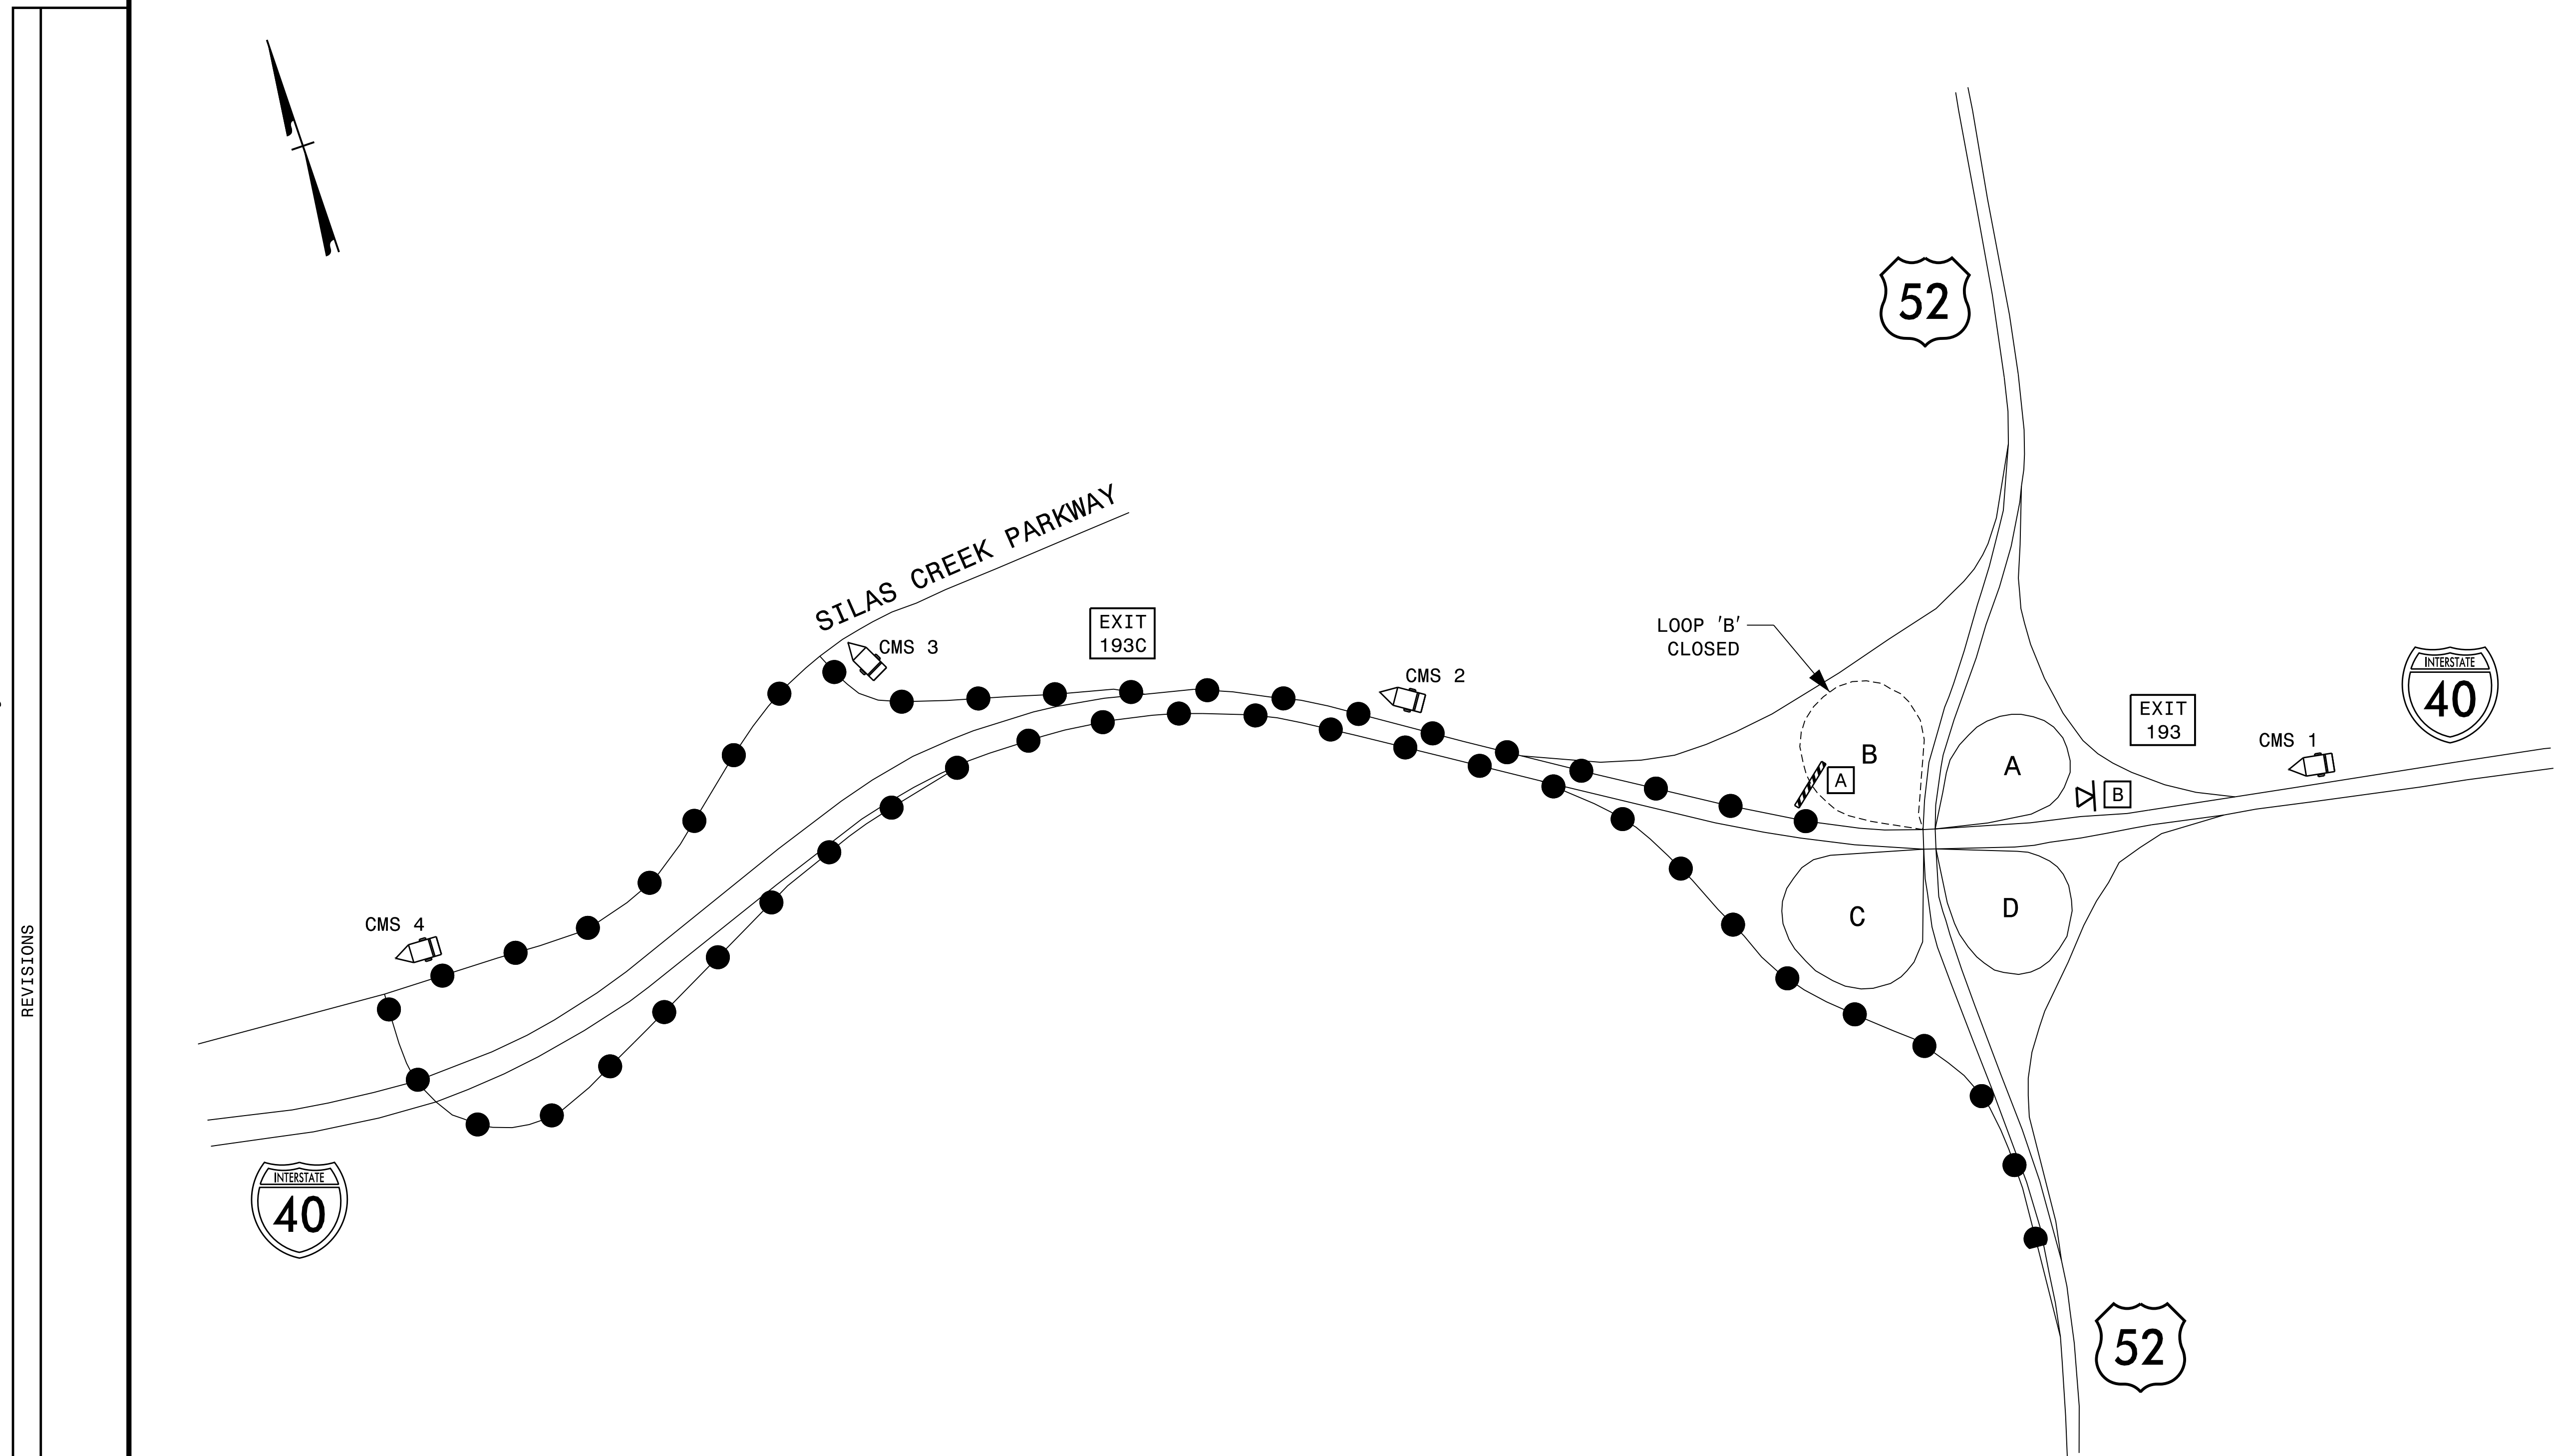 52
SILAS CREEK PARKWAY
EXIT
193C
LOOP 'B'
CLOSED
CMS 3
CMS 2
INTERSTATE
40
EXIT
193
CMS 1
B
A
A
B
CMS 4
C
D
REVISIONS
INTERSTATE
40
52